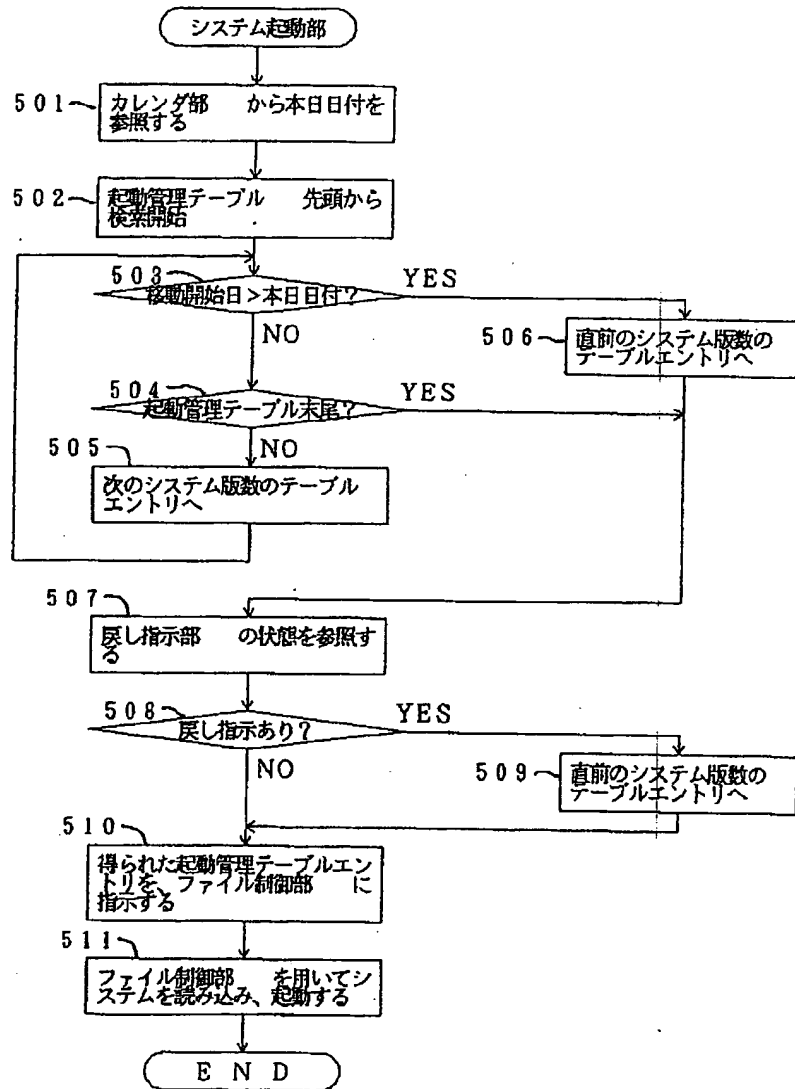 システム起動部
501
カレンダ部 から本日日付を
参照する
502
起動管理テーブル 先頭から
検索開始
503
移動開始日>本日日付?
YES
NO
506
直前のシステム版数の
テーブルエントリへ
504
起動管理テーブル末尾?
YES
NO
505
次のシステム版数のテーブル
エントリへ
507
戻し指示部 の状態を参照す
る
508
戻し指示あり?
YES
NO
509
直前のシステム版数の
テーブルエントリへ
510
得られた起動管理テーブルエン
トリを、ファイル制御部 に
指示する
511
ファイル制御部 を用いてシ
ステムを読み込み、起動する
END